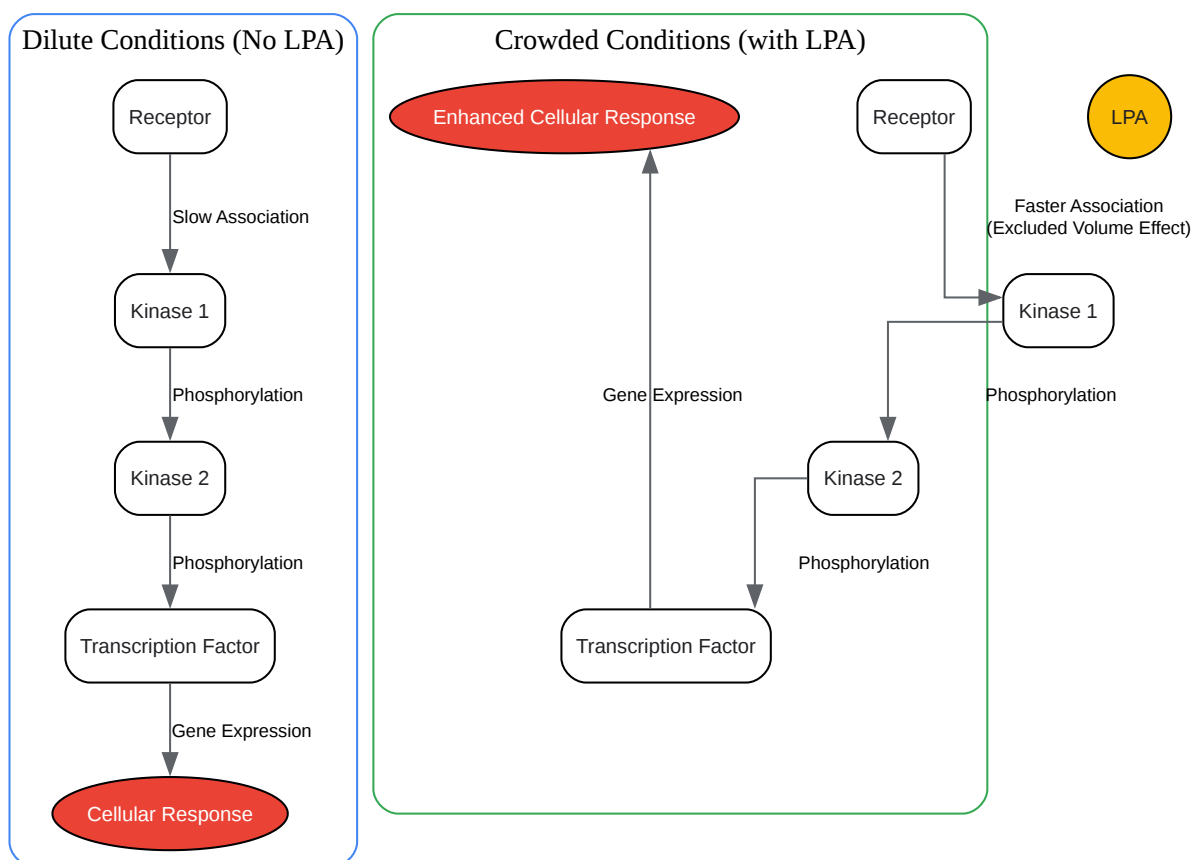 Dilute Conditions (No LPA)
Receptor
Slow Association
Kinase 1
Phosphorylation
Kinase 2
Phosphorylation
Transcription Factor
Gene Expression
Cellular Response
Crowded Conditions (with LPA)
Enhanced Cellular Response
Receptor
LPA
Faster Association
(Excluded Volume Effect)
Kinase 1
Gene Expression
Phosphorylation
Kinase 2
Phosphorylation
Transcription Factor